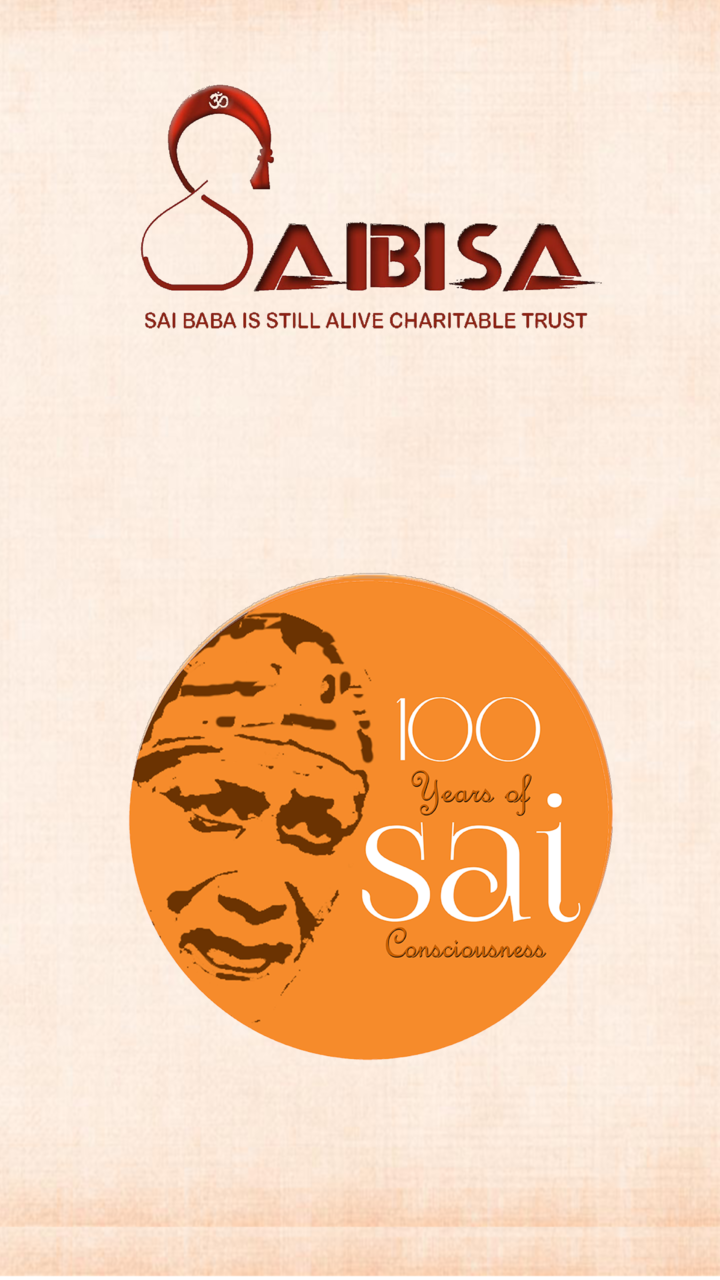 ॐ
SAIBISA
SAI BABA IS STILL ALIVE CHARITABLE TRUST
100
Years of
sai
Consciousness